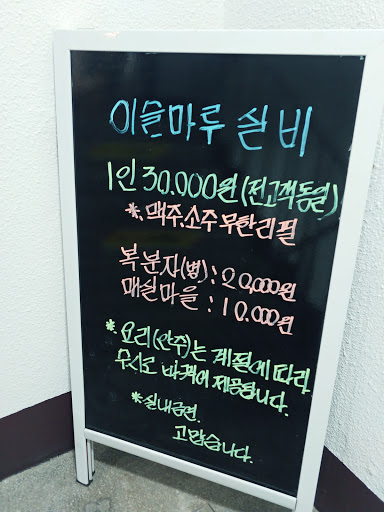 이슬마루 실비
1인 30.000원 (전고객동일)
※. 맥주.소주 무한리필
복분자(병) : 20,000원
매실마을 : 10.000원
※. 요리(안주)는 계절에 따라
수시로 바뀌어 제공됩니다.
※실내금연.
고맙습니다.